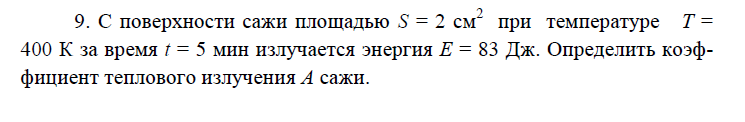 9. С поверхности сажи площадью S = 2 см² при температуре T =
400 К за время t = 5 мин излучается энергия E = 83 Дж. Определить коэф-
фициент теплового излучения A сажи.